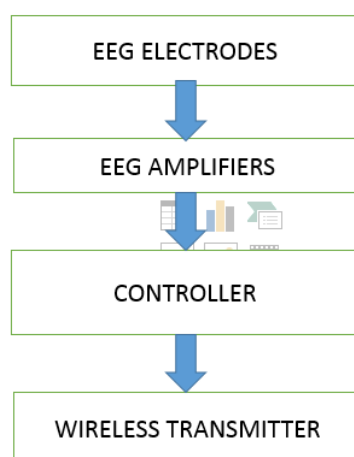 EEG ELECTRODES
EEG AMPLIFIERS
CONTROLLER
WIRELESS TRANSMITTER